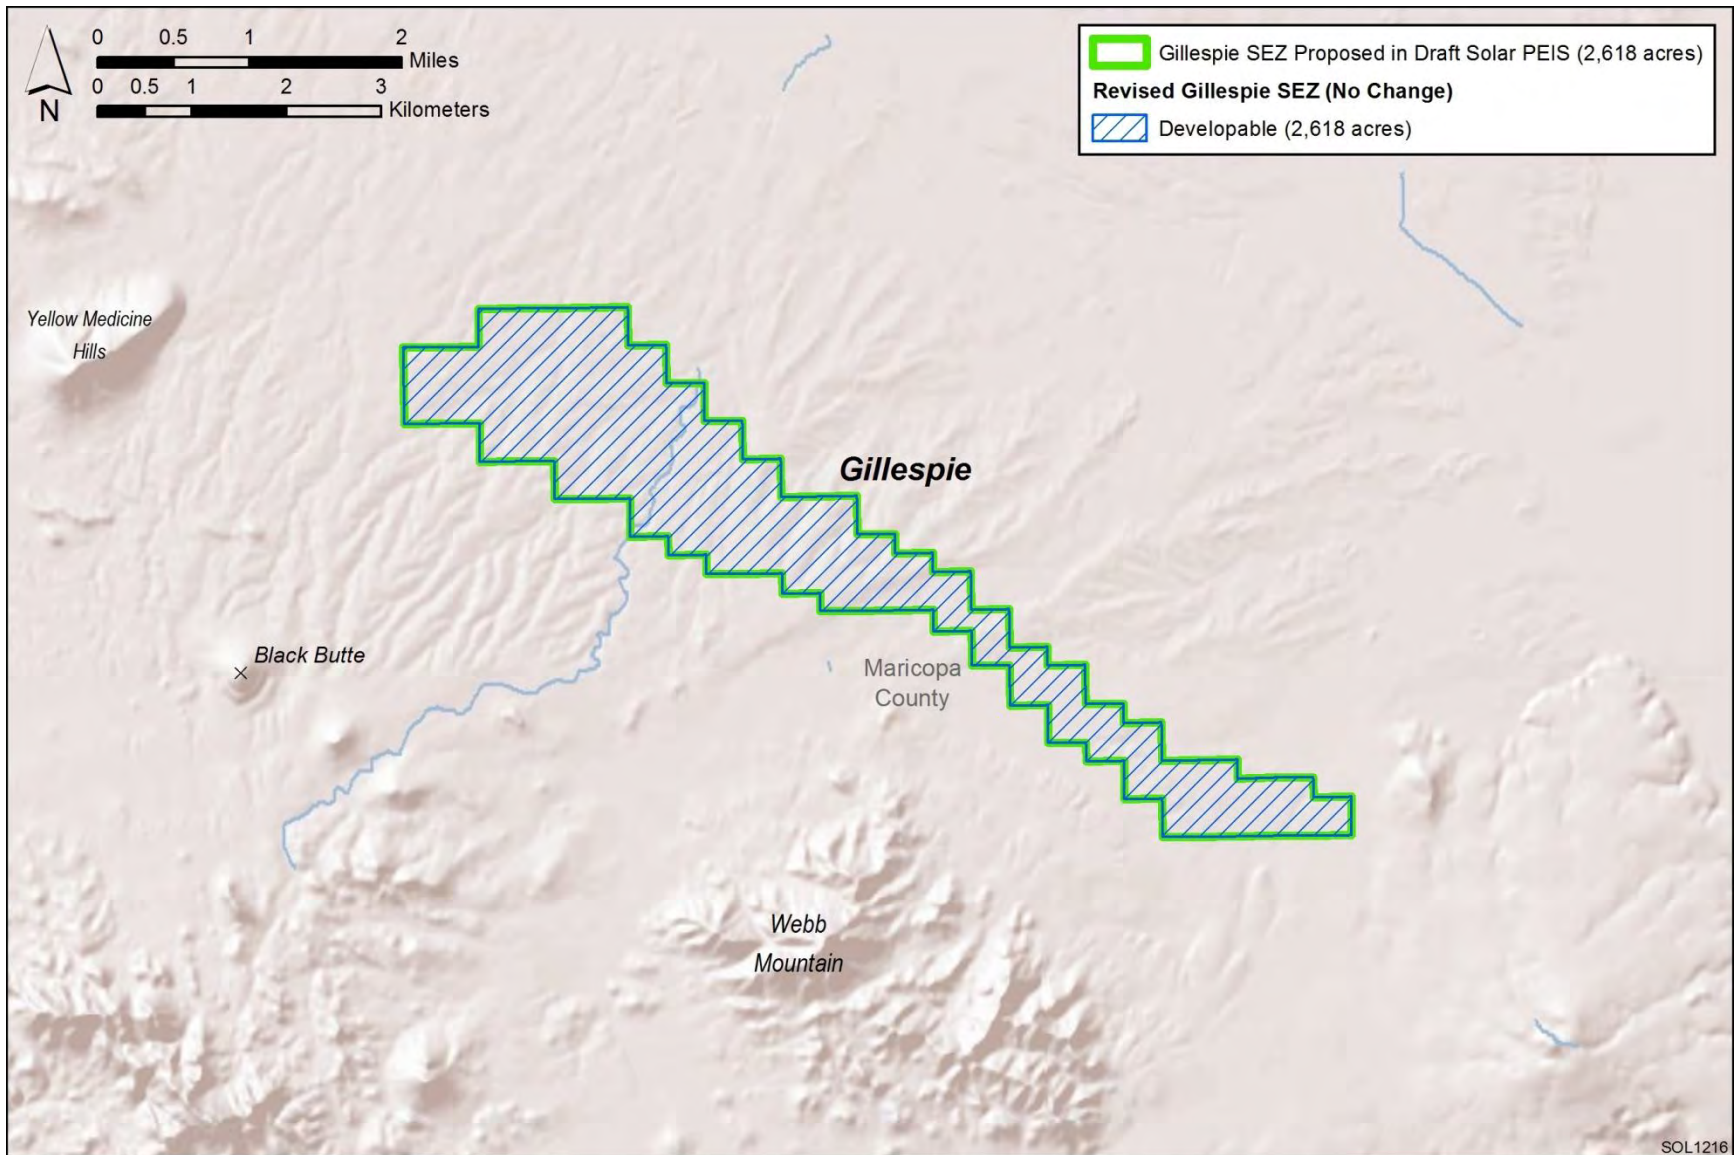 0 0.5 1 2
Miles
0 0.5 1 2 3
Kilometers
N
Gillespie SEZ Proposed in Draft Solar PEIS (2,618 acres)
Revised Gillespie SEZ (No Change)
Developable (2,618 acres)
Yellow Medicine
Hills
Gillespie
Black Butte
Maricopa
County
Webb
Mountain
SOL1216